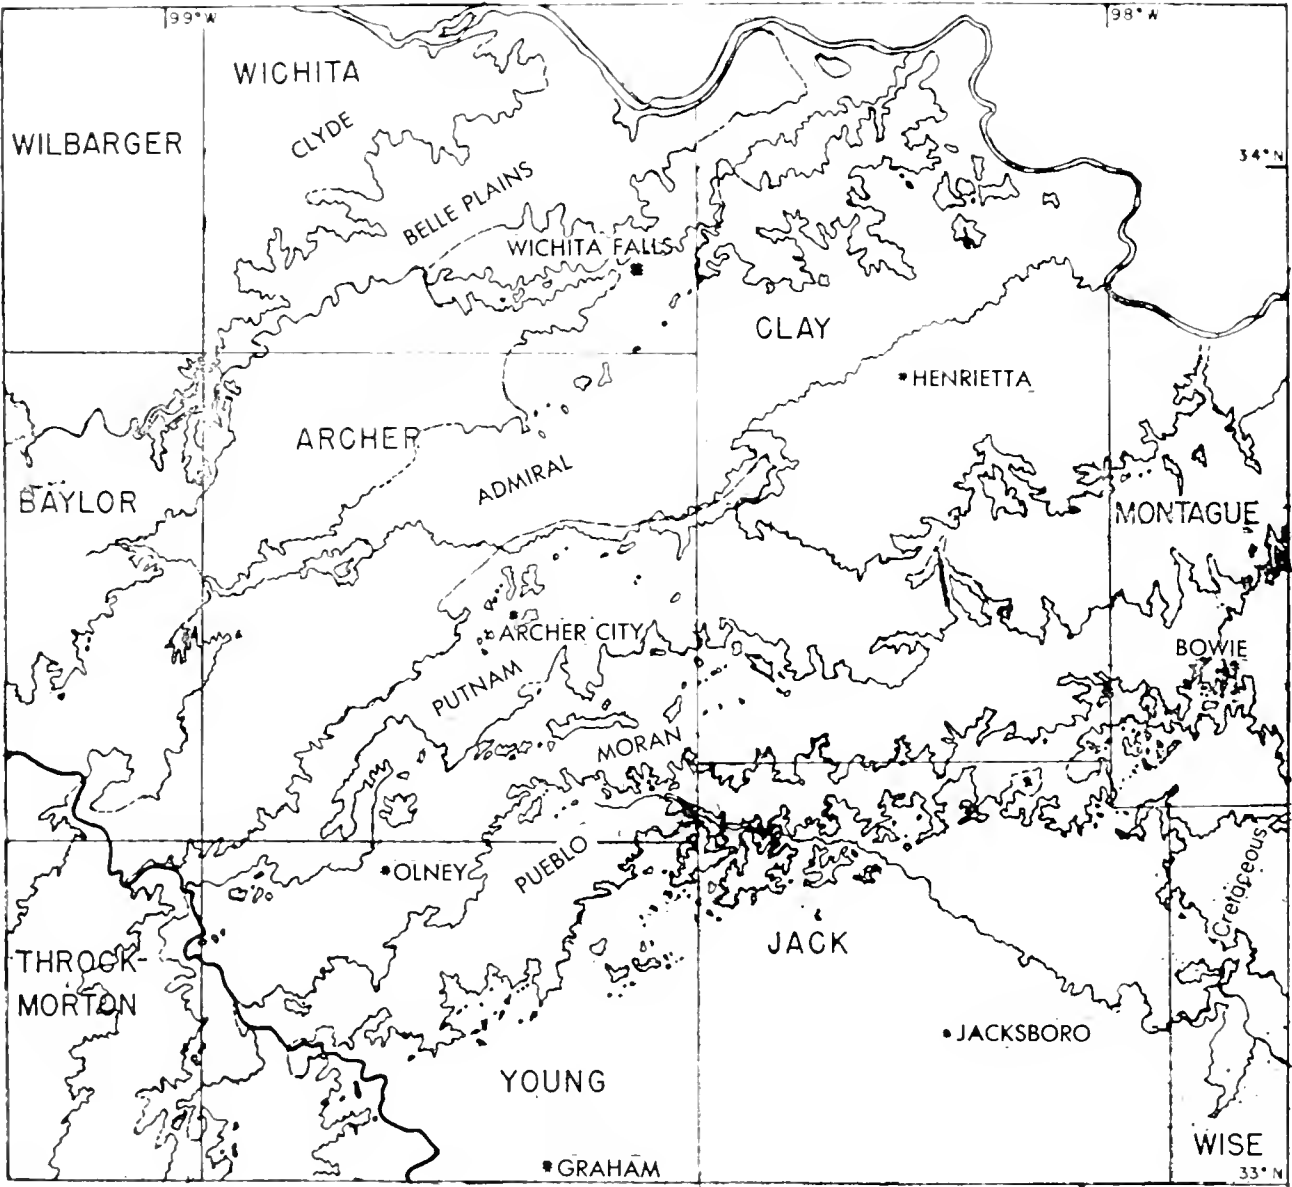 99°W
98°W
WICHITA
CLYDE
WILBARGER
34°N
BELLE PLAINS
WICHITA FALLS
CLAY
HENRIETTA
ARCHER
ADMIRAL
BAYLOR
MONTAGUE
ARCHER CITY
BOWIE
PUTNAM
MORAN
OLNEY
PUEBLO
Cretaceous
JACK
THROCK-
MORTON
JACKSBORO
YOUNG
WISE
GRAHAM
33°N